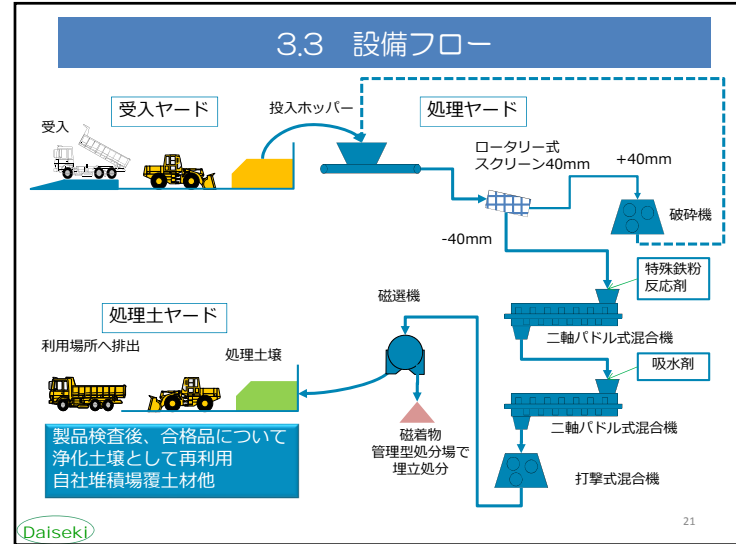 3.3 設備フロー
受入ヤード
投入ホッパー
処理ヤード
受入
ロータリー式
スクリーン40mm
+40mm
破砕機
-40mm
特殊鉄粉
反応剤
二軸パドル式混合機
吸水剤
二軸パドル式混合機
打撃式混合機
磁選機
処理土ヤード
利用場所へ排出
処理土壌
磁着物
管理型処分場で
埋立処分
製品検査後、合格品について
浄化土壌として再利用
自社堆積場覆土材他
Daiseki
21